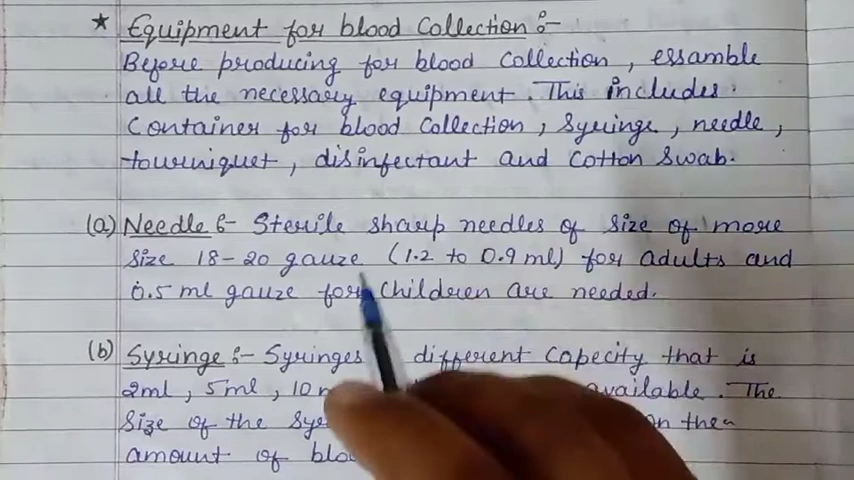 ★ Equipment for blood Collection :-
Before producing for blood Collection, essamble
all the necessary equipment. This includes.
Container for blood Collection, Syringe, needle,
tourniquet, disinfectant and Cotton Swab.
(a) Needle :- Sterile sharp needles of size of more
size 18-20 gauze (1.2 to 0.9 ml) for adults and
0.5 ml gauze for children are needed.
(b) Syringe :- Syringes different Capecity that is
2ml, 5ml, 10 available. The
Size of the on the
amount of